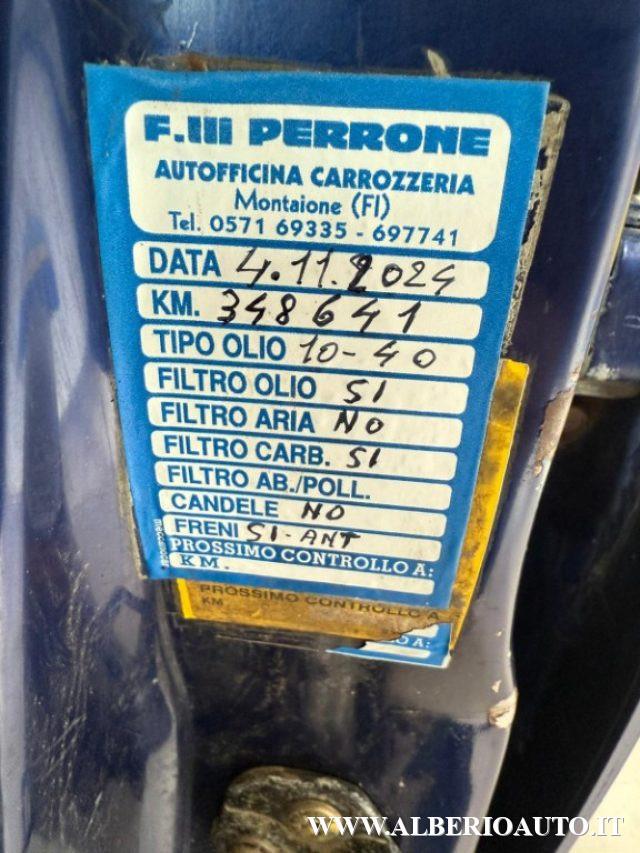 F.lli PERRONE
AUTOFFICINA CARROZZERIA
Montaione (FI)
Tel. 0571 69335 - 697741
DATA 4.11.2024
KM. 348641
TIPO OLIO 10-40
FILTRO OLIO SI
FILTRO ARIA NO
FILTRO CARB. SI
FILTRO AB./POLL.
CANDELE NO
FRENI SI-ANT
PROSSIMO CONTROLLO A:
KM.
PROSSIMO CONTROLLO A
KM
O A:
WWW.ALBERIOAUTO.IT